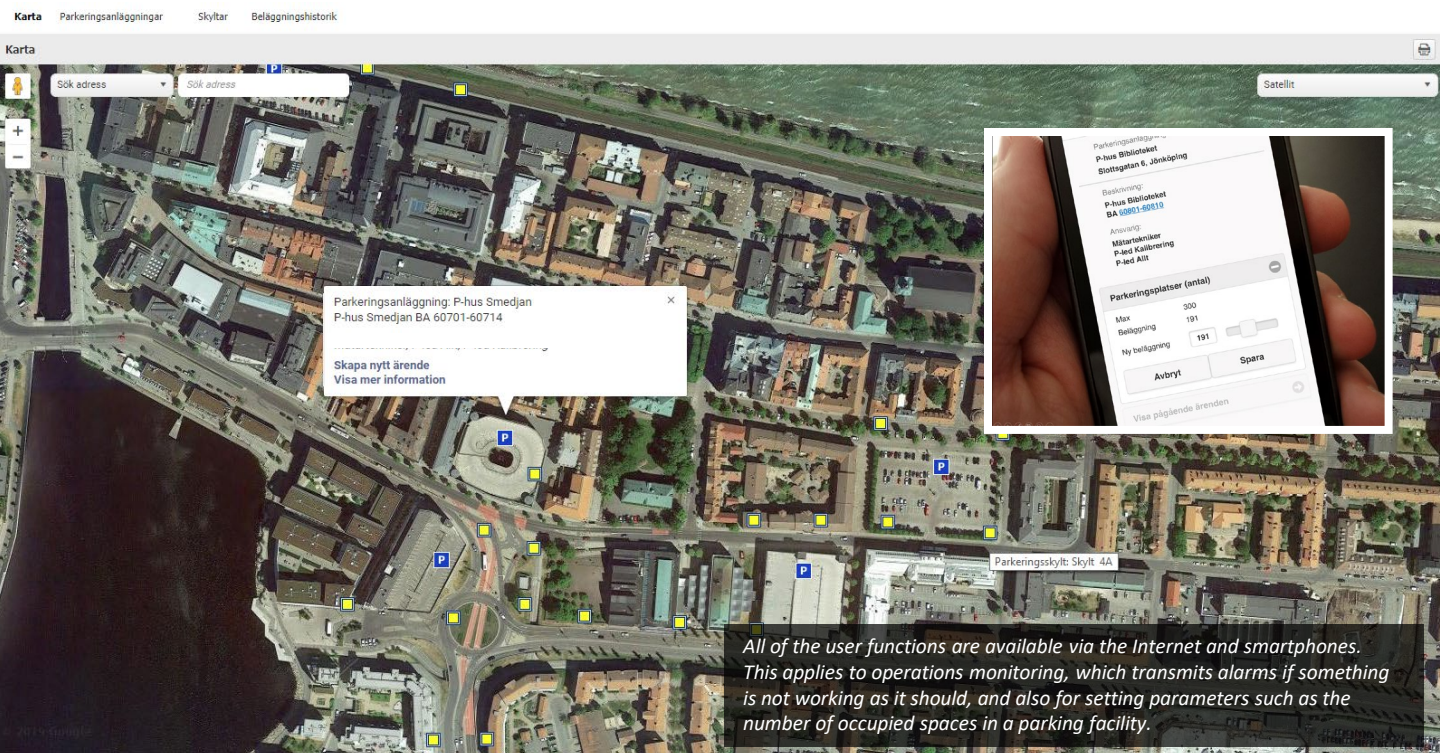 Karta Parkeringsanläggningar Skyltar Beläggningshistorik
Karta
P
Sök adress Sök adress Satellit
+
−
Parkeringsanläggning: P-hus Smedjan ×
P-hus Smedjan BA 60701-60714
Skapa nytt ärende
Visa mer information
P
P
P
P
Parkeringsskylt: Skylt 4A
Parkeringsanläggning
P-hus Biblioteket
Slottsgatan 6, Jönköping
Beskrivning:
P-hus Biblioteket
BA 60801-60810
Ansvarig:
Mätartekniker
P-led Kalibrering
P-led Allt
Parkeringsplatser (antal)
Max 300
Beläggning 191
Ny beläggning 191
Avbryt Spara
Visa pågående ärenden
All of the user functions are available via the Internet and smartphones.
This applies to operations monitoring, which transmits alarms if something
is not working as it should, and also for setting parameters such as the
number of occupied spaces in a parking facility.